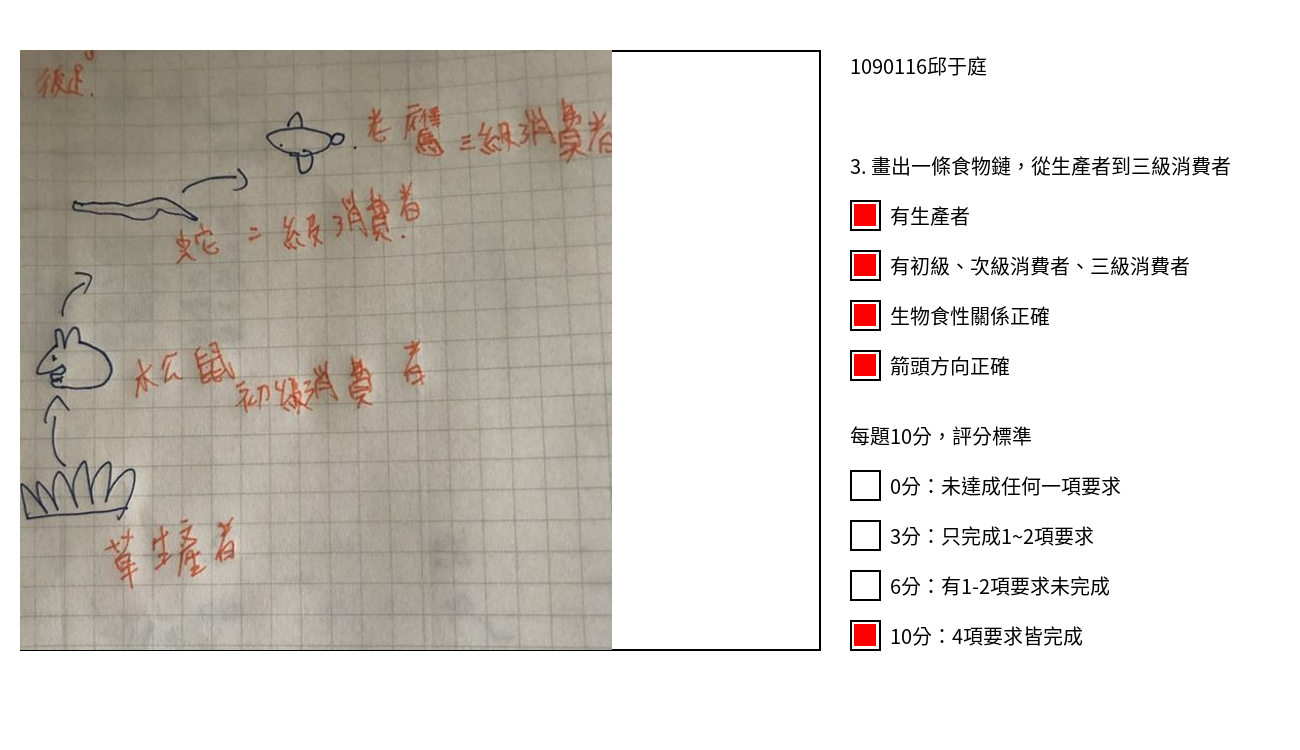 後足.
老鷹 三級消費者
蛇 二級消費者.
松鼠
初級消費者
草 生產者
1090116邱于庭
3. 畫出一條食物鏈，從生產者到三級消費者
有生產者
有初級、次級消費者、三級消費者
生物食性關係正確
箭頭方向正確
每題10分，評分標準
0分：未達成任何一項要求
3分：只完成1~2項要求
6分：有1-2項要求未完成
10分：4項要求皆完成